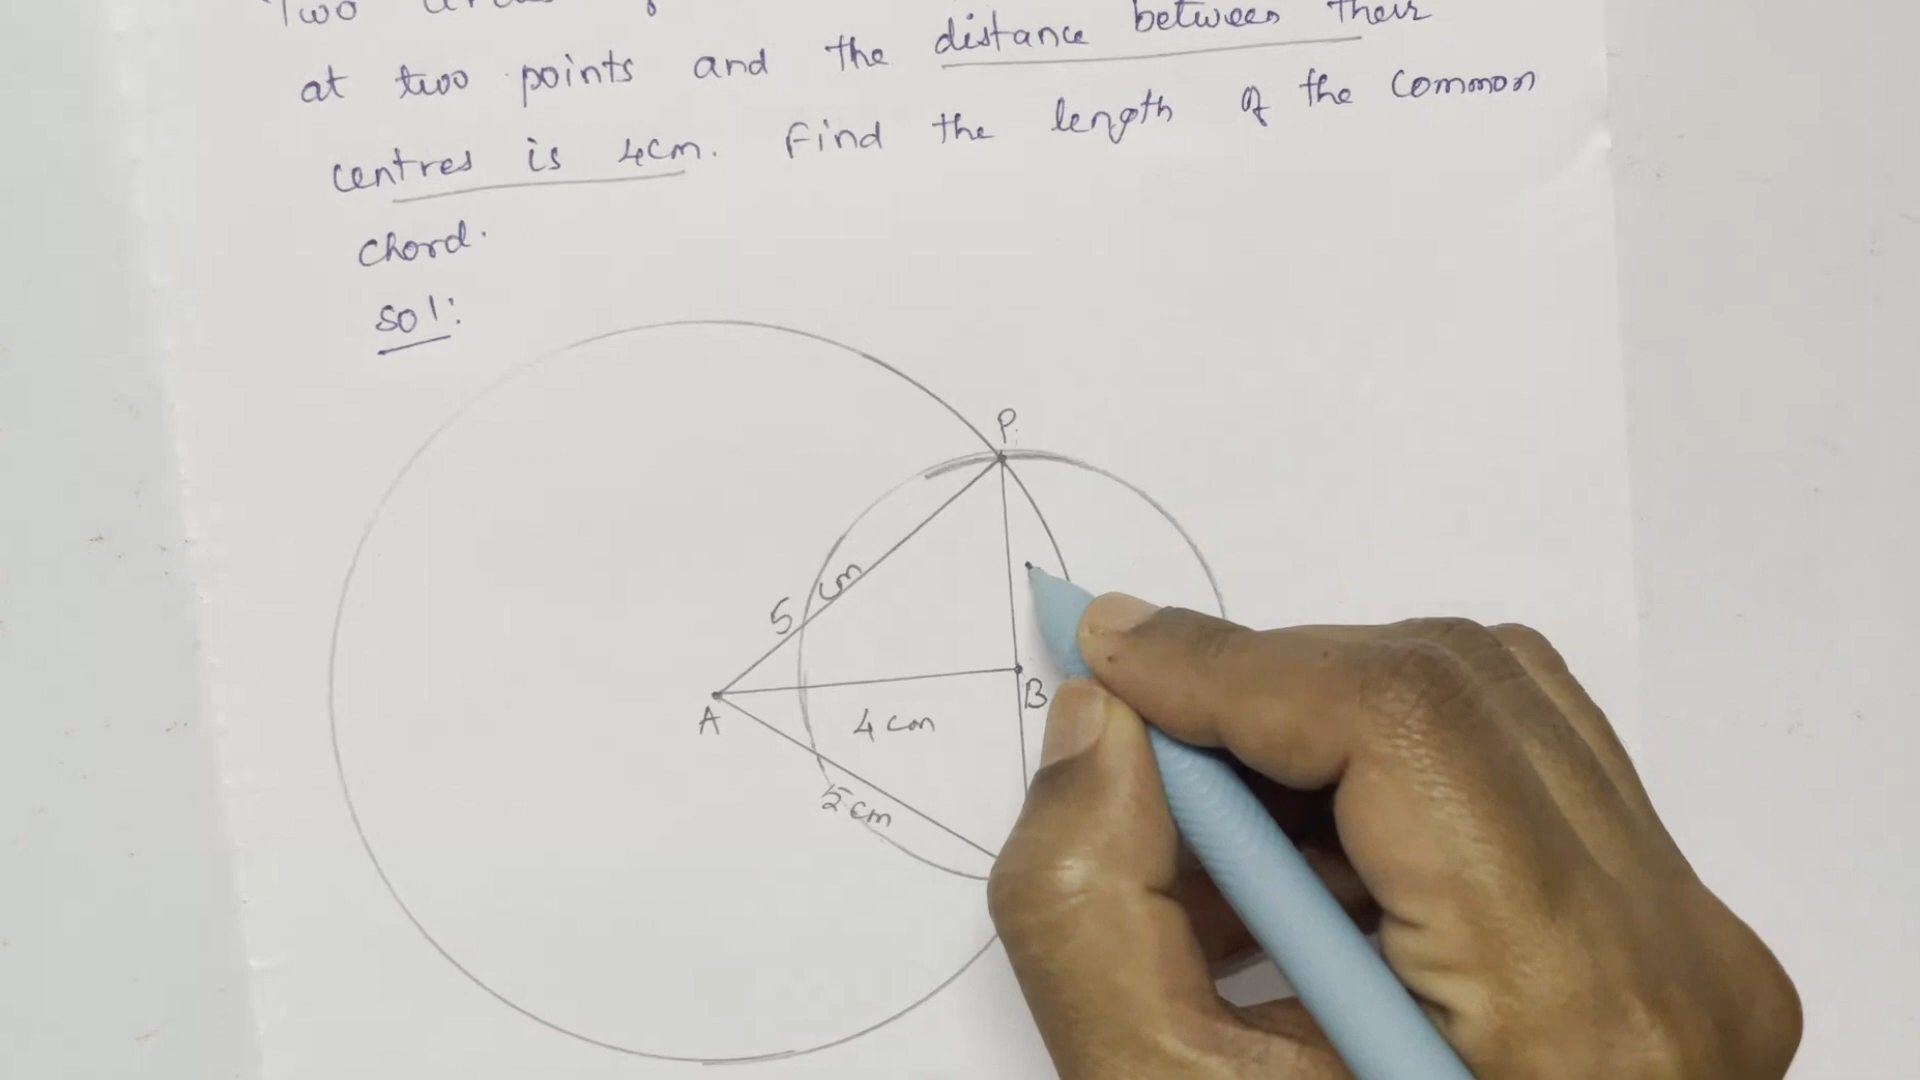 Two
at two points and the distance between their
centres is 4cm. Find the length of the common
chord.
Sol:
P
5 cm
B
A
4 cm
5 cm